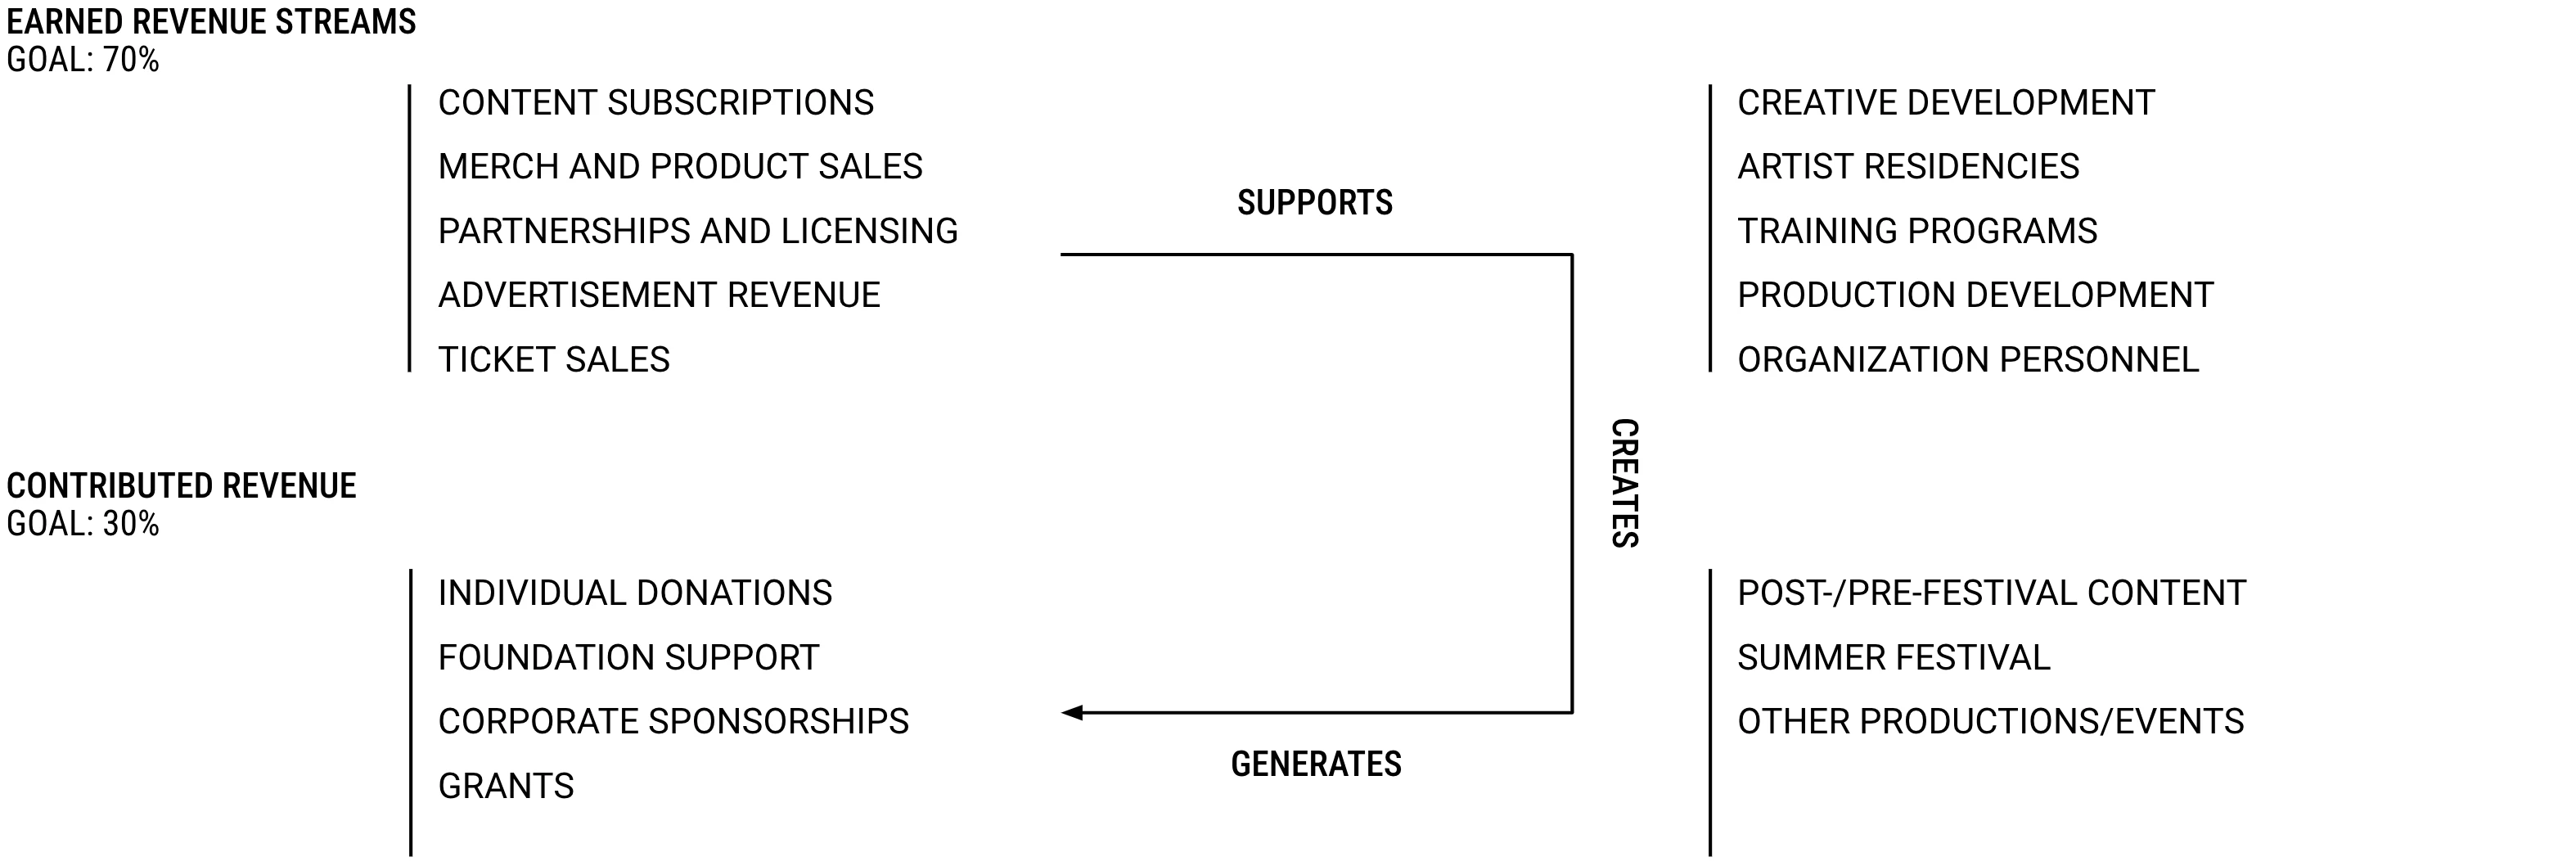 EARNED REVENUE STREAMS
GOAL: 70%
CONTENT SUBSCRIPTIONS
MERCH AND PRODUCT SALES
PARTNERSHIPS AND LICENSING
ADVERTISEMENT REVENUE
TICKET SALES
SUPPORTS
CREATIVE DEVELOPMENT
ARTIST RESIDENCIES
TRAINING PROGRAMS
PRODUCTION DEVELOPMENT
ORGANIZATION PERSONNEL
CREATES
CONTRIBUTED REVENUE
GOAL: 30%
INDIVIDUAL DONATIONS
FOUNDATION SUPPORT
CORPORATE SPONSORSHIPS
GRANTS
GENERATES
POST-/PRE-FESTIVAL CONTENT
SUMMER FESTIVAL
OTHER PRODUCTIONS/EVENTS